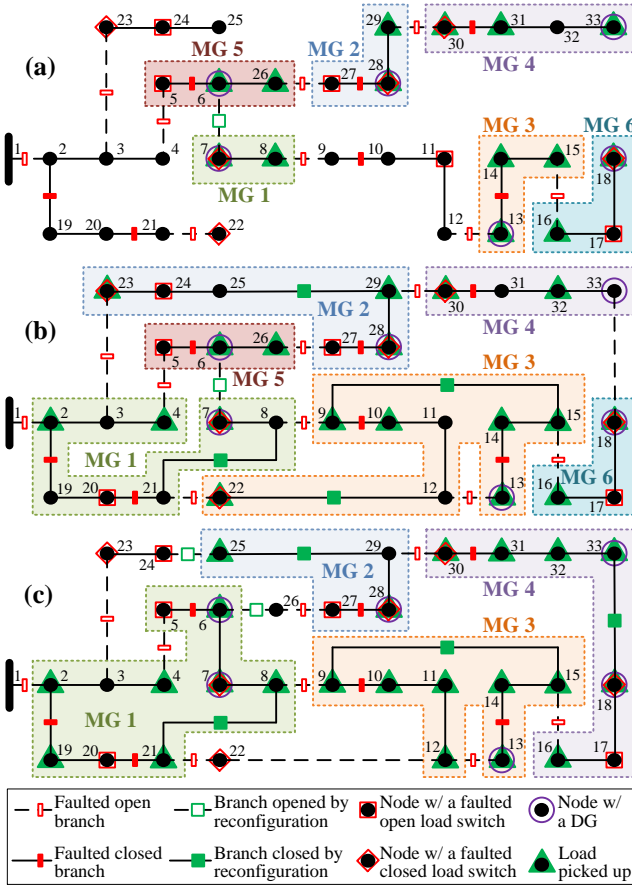 23 24 25 29 30 31 32 33
MG 5 MG 2
(a) MG 4
5 6 26 27 28
MG 3 MG 6
1 2 3 4 7 8 9 10 11 14 15 18
MG 1
19 20 21 22 12 13 16 17
23 24 25 29 30 31 32 33
MG 2 MG 4
(b)
5 6 26 27 28
MG 5 MG 3
1 2 3 4 7 8 9 10 11 14 15 18
MG 1
19 20 21 22 12 13 16 17
MG 6
23 24 25 29 30 31 32 33
(c) MG 2 MG 4
5 6 26 27 28
MG 3
1 2 3 4 7 8 9 10 11 14 15 18
MG 1
19 20 21 22 12 13 16 17
Faulted open branch
Branch opened by reconfiguration
Node w/ a faulted open load switch
Node w/ a DG
Faulted closed branch
Branch closed by reconfiguration
Node w/ a faulted closed load switch
Load picked up